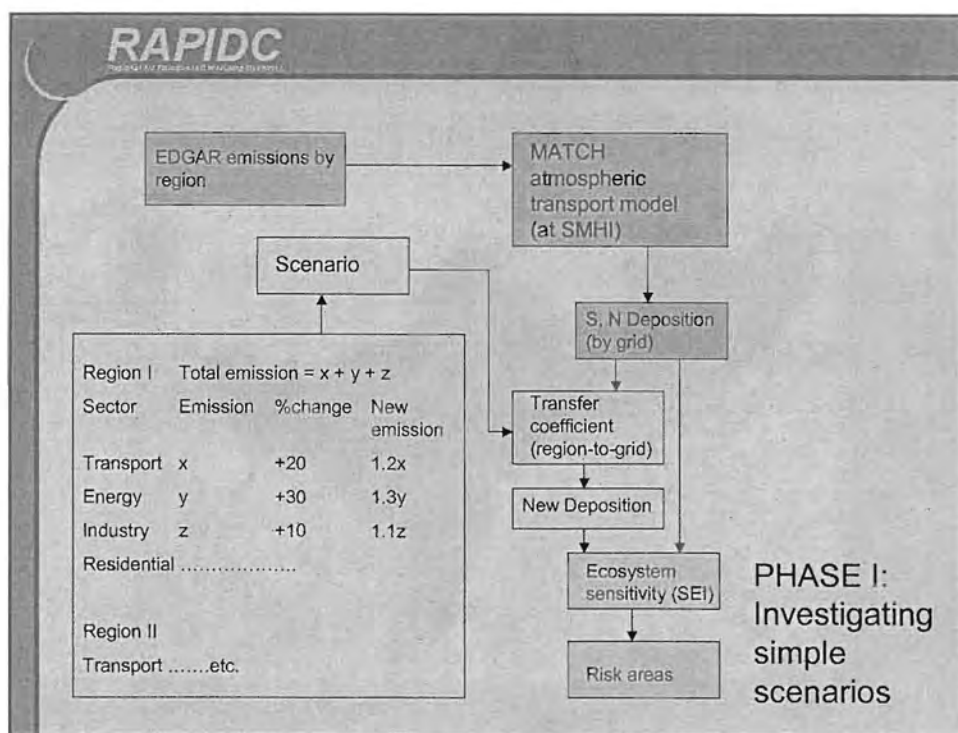 RAPIDC
EDGAR emissions by
region
MATCH
atmospheric
transport model
(at SMHI)
Scenario
S, N Deposition
(by grid)
Region I Total emission = x + y + z
Sector Emission %change New
emission
Transport x +20 1.2x
Energy y +30 1.3y
Industry z +10 1.1z
Residential ...................
Region II
Transport .......etc.
Transfer
coefficient
(region-to-grid)
New Deposition
Ecosystem
sensitivity (SEI)
Risk areas
PHASE I:
Investigating
simple
scenarios